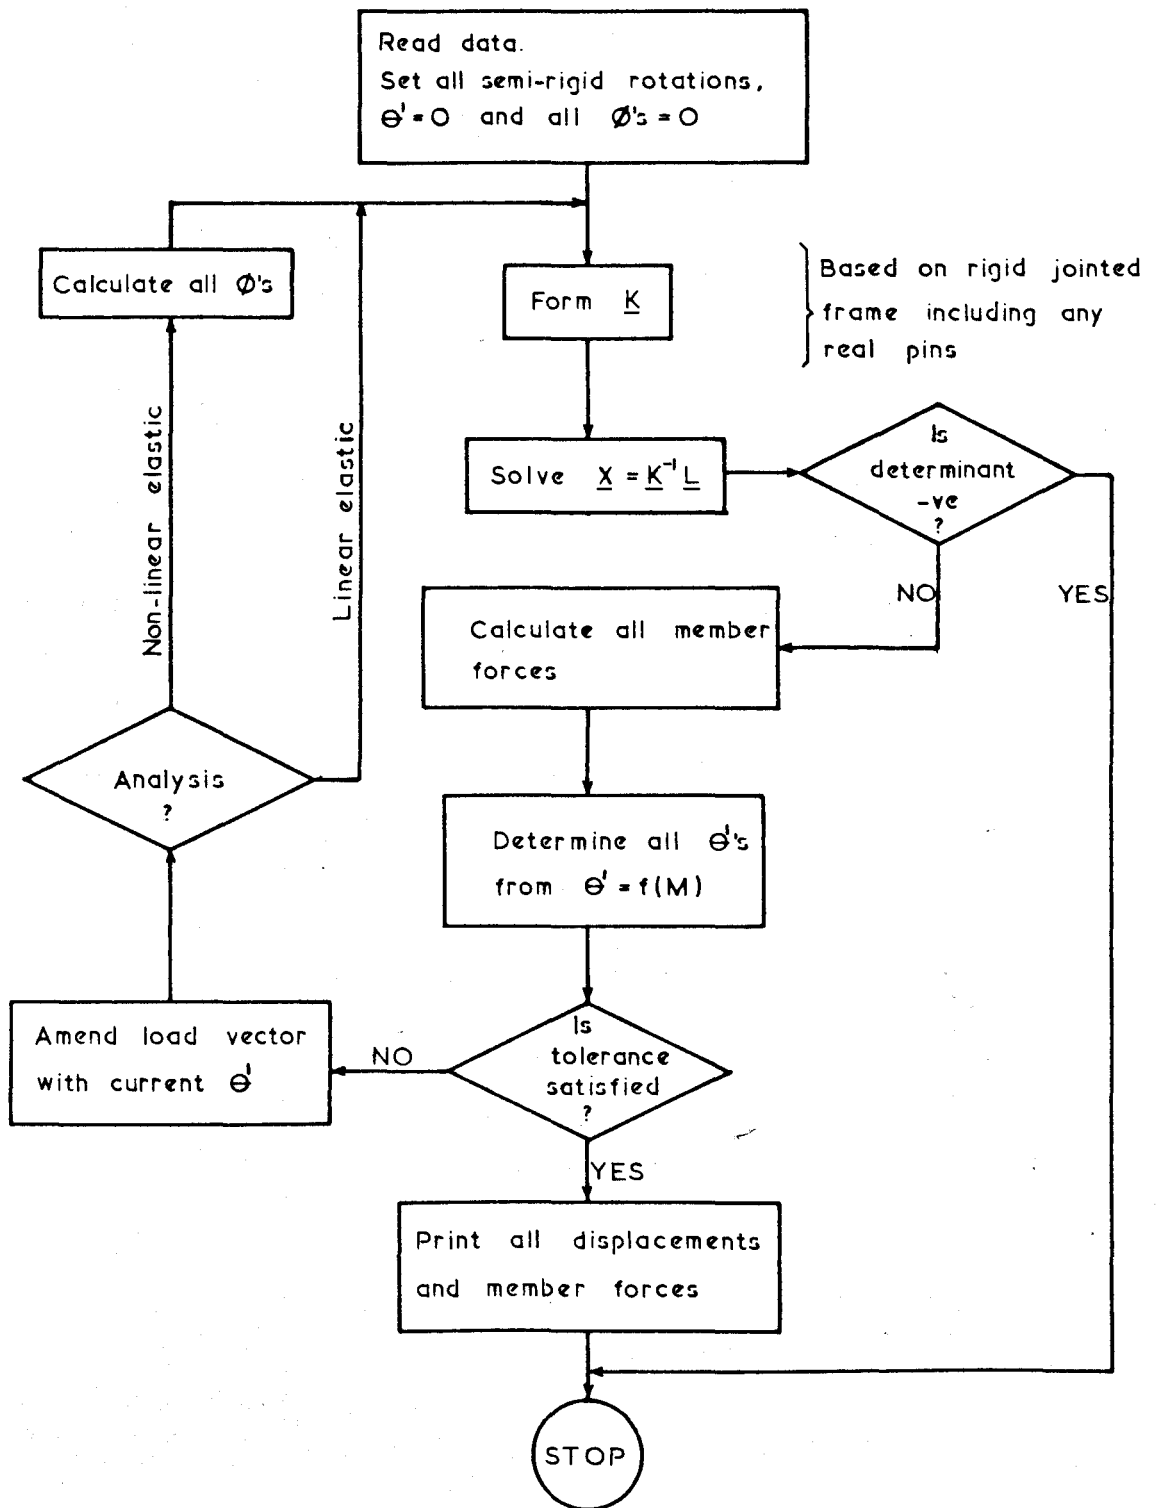 Read data.
Set all semi-rigid rotations,
Θ'=0 and all Ø's=0
Calculate all Ø's
Form K
Based on rigid jointed
frame including any
real pins
Non-linear elastic
Linear elastic
Solve X = K⁻¹ L
Is
determinant
-ve
?
NO
YES
Calculate all member
forces
Analysis
?
Determine all Θ's
from Θ' = f(M)
Amend load vector
with current Θ'
NO
Is
tolerance
satisfied
?
YES
Print all displacements
and member forces
STOP